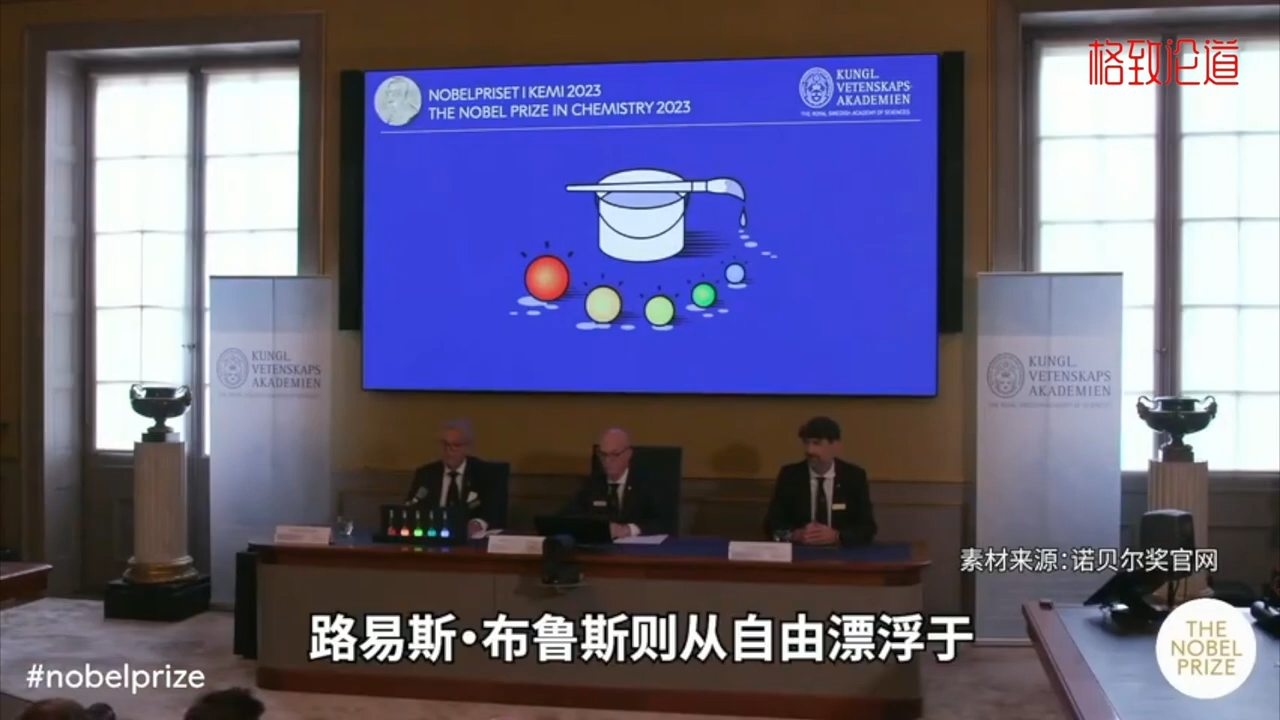 格致论道
NOBELPRISET I KEMI 2023
THE NOBEL PRIZE IN CHEMISTRY 2023
KUNGL.
VETENSKAPS-
AKADEMIEN
THE ROYAL SWEDISH ACADEMY OF SCIENCES
KUNGL.
VETENSKAPS
AKADEMIEN
KUNGL.
VETENSKAPS
AKADEMIEN
素材来源:诺贝尔奖官网
路易斯·布鲁斯则从自由漂浮于
#nobelprize
THE
NOBEL
PRIZE